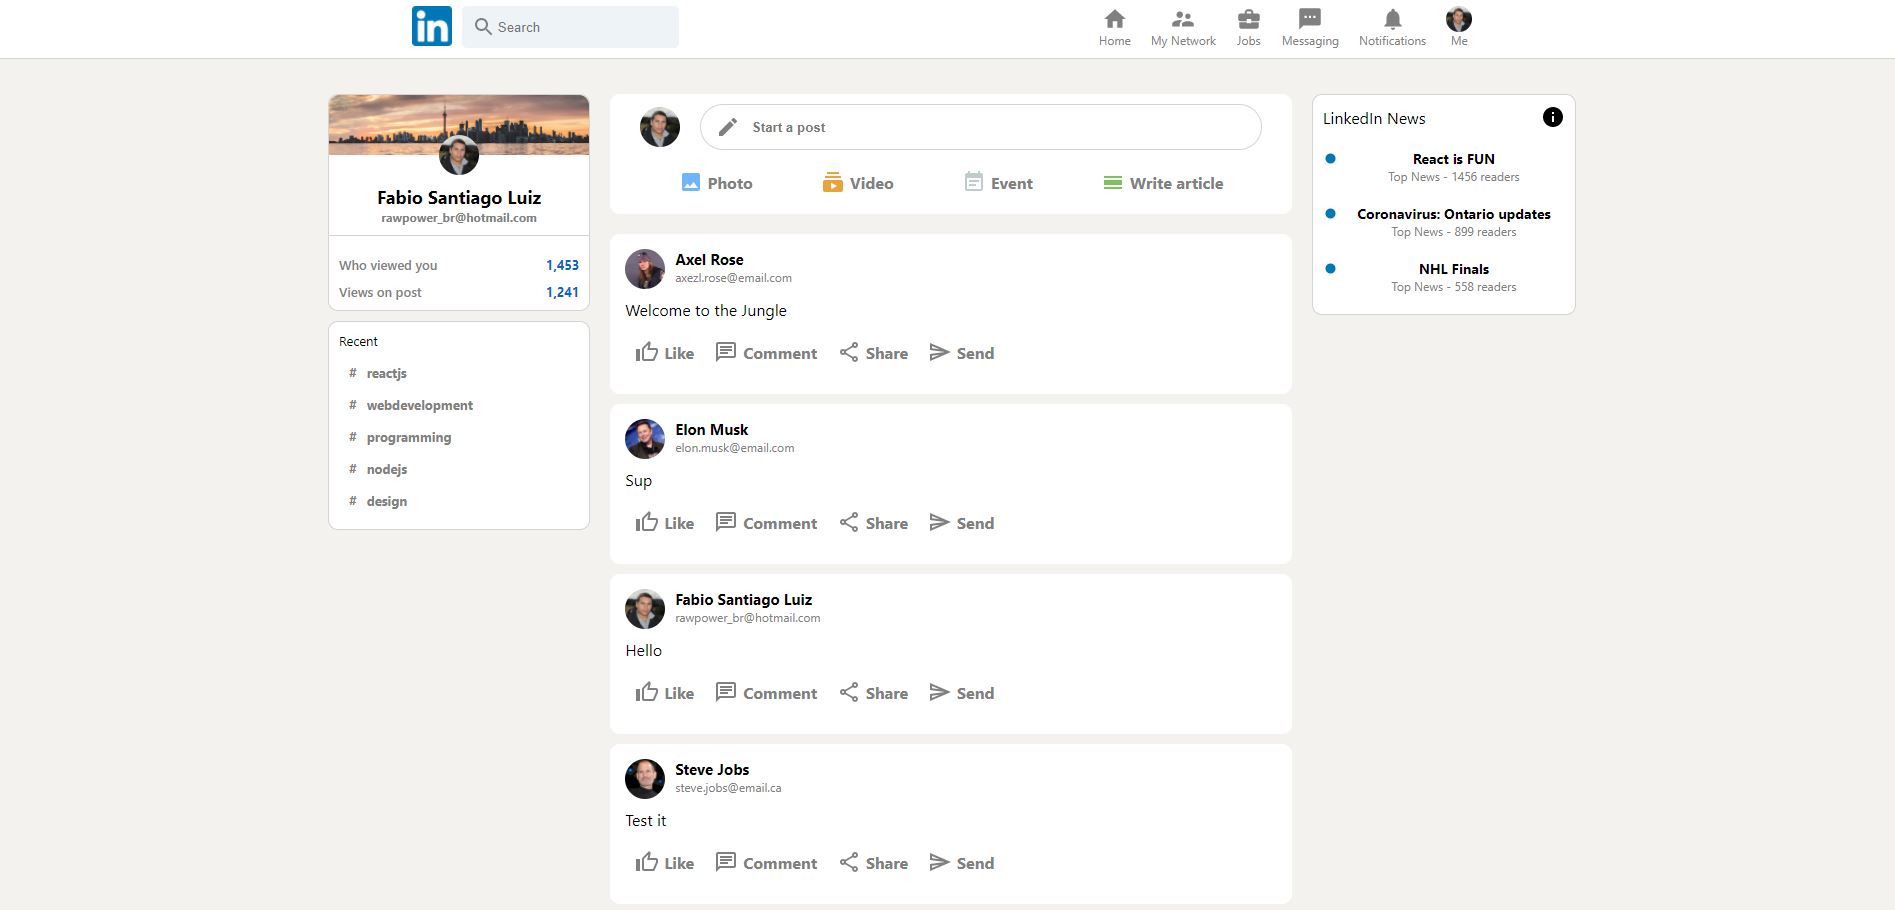 in
Search
Home
My Network
Jobs
Messaging
Notifications
Me
Fabio Santiago Luiz
rawpower_br@hotmail.com
Who viewed you 1,453
Views on post 1,241
Recent
# reactjs
# webdevelopment
# programming
# nodejs
# design
Start a post
Photo
Video
Event
Write article
Axel Rose
axezl.rose@email.com
Welcome to the Jungle
Like Comment Share Send
Elon Musk
elon.musk@email.com
Sup
Like Comment Share Send
Fabio Santiago Luiz
rawpower_br@hotmail.com
Hello
Like Comment Share Send
Steve Jobs
steve.jobs@email.ca
Test it
Like Comment Share Send
LinkedIn News
React is FUN
Top News - 1456 readers
Coronavirus: Ontario updates
Top News - 899 readers
NHL Finals
Top News - 558 readers